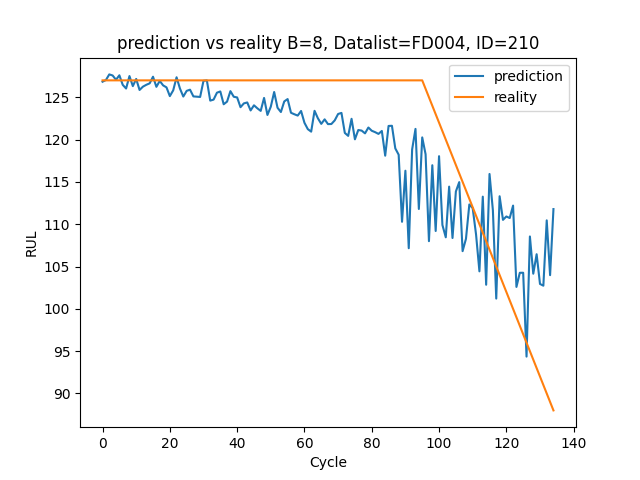 prediction vs reality B=8, Datalist=FD004, ID=210
prediction
reality
RUL
125
120
115
110
105
100
95
90
0 20 40 60 80 100 120 140
Cycle